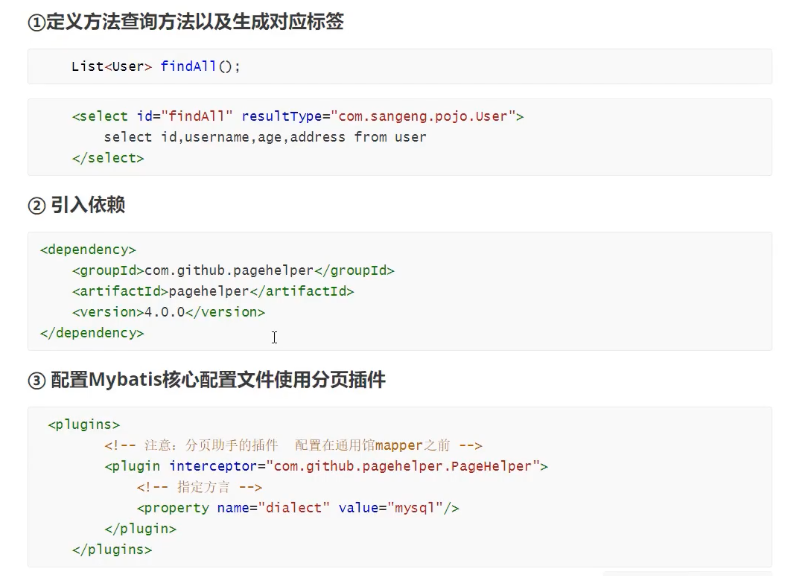 ①定义方法查询方法以及生成对应标签
List<User> findAll();
<select id="findAll" resultType="com.sangeng.pojo.User">
select id,username,age,address from user
</select>
② 引入依赖
<dependency>
<groupId>com.github.pagehelper</groupId>
<artifactId>pagehelper</artifactId>
<version>4.0.0</version>
</dependency>
③ 配置Mybatis核心配置文件使用分页插件
<plugins>
<!-- 注意：分页助手的插件  配置在通用馆mapper之前 -->
<plugin interceptor="com.github.pagehelper.PageHelper">
<!-- 指定方言 -->
<property name="dialect" value="mysql"/>
</plugin>
</plugins>